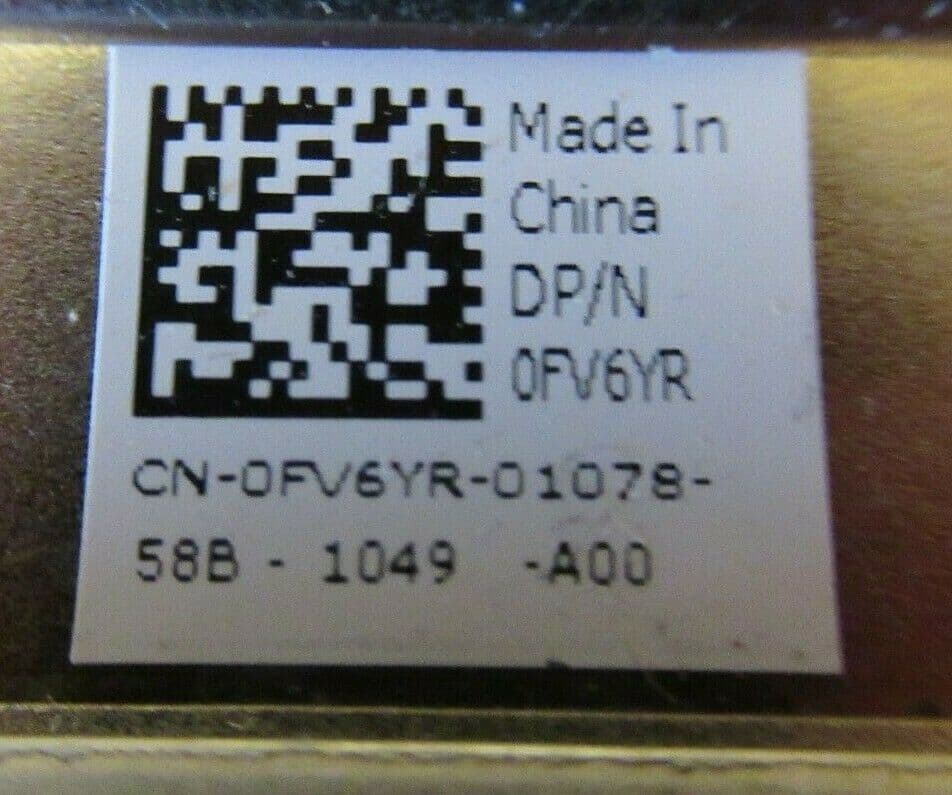 Made In
China
DP/N
0FV6YR
CN-0FV6YR-01078-
58B - 1049 -A00